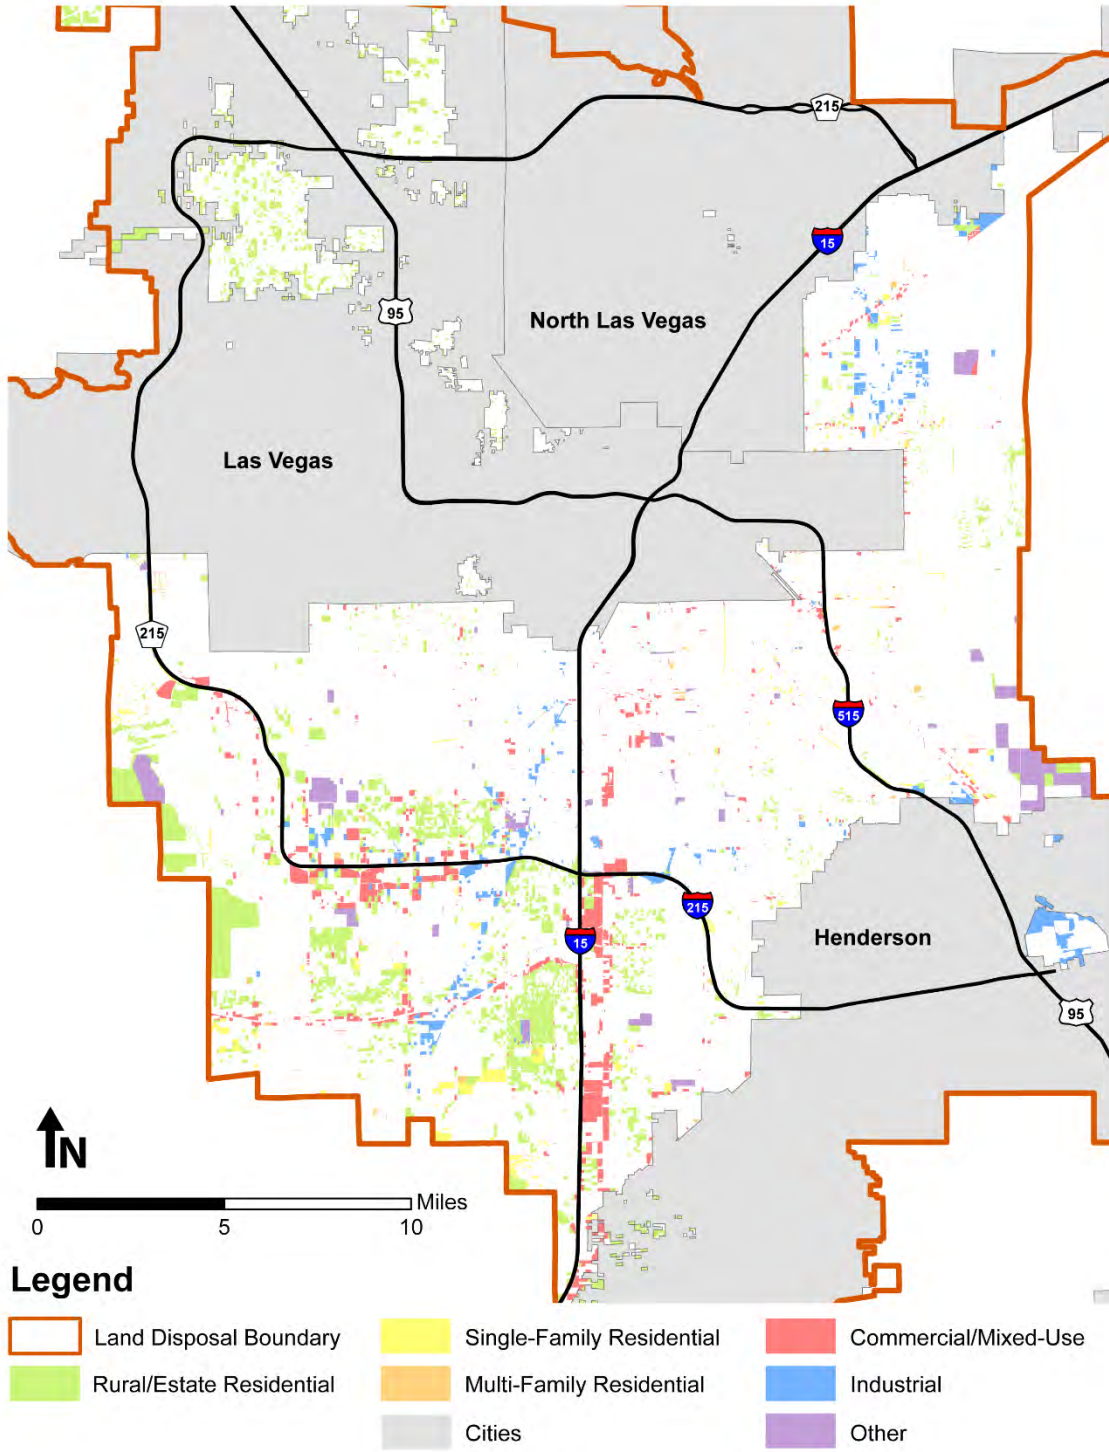 215
15
95
North Las Vegas
Las Vegas
215
515
215
15
Henderson
95
N
Miles
0 5 10
Legend
Land Disposal Boundary
Single-Family Residential
Commercial/Mixed-Use
Rural/Estate Residential
Multi-Family Residential
Industrial
Cities
Other